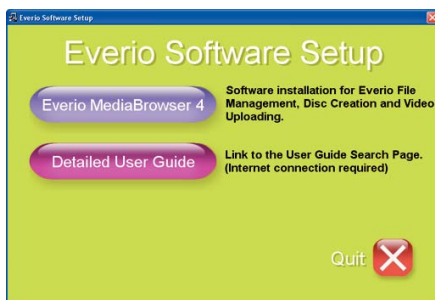 Everio Software Setup
Everio Software Setup
Everio MediaBrowser 4
Software installation for Everio File
Management, Disc Creation and Video
Uploading.
Detailed User Guide
Link to the User Guide Search Page.
(Internet connection required)
Quit